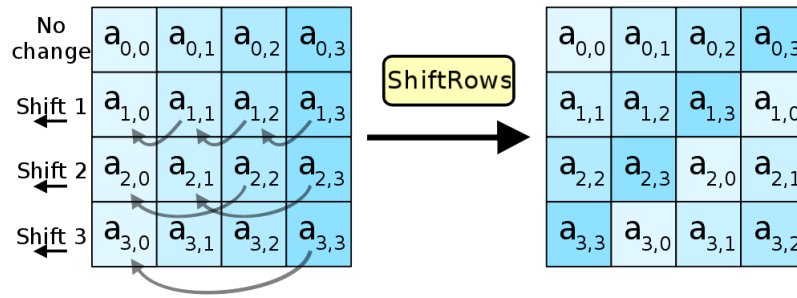 No
change
a0,0 a0,1 a0,2 a0,3
Shift 1
a1,0 a1,1 a1,2 a1,3
Shift 2
a2,0 a2,1 a2,2 a2,3
Shift 3
a3,0 a3,1 a3,2 a3,3
ShiftRows
a0,0 a0,1 a0,2 a0,3
a1,1 a1,2 a1,3 a1,0
a2,2 a2,3 a2,0 a2,1
a3,3 a3,0 a3,1 a3,2